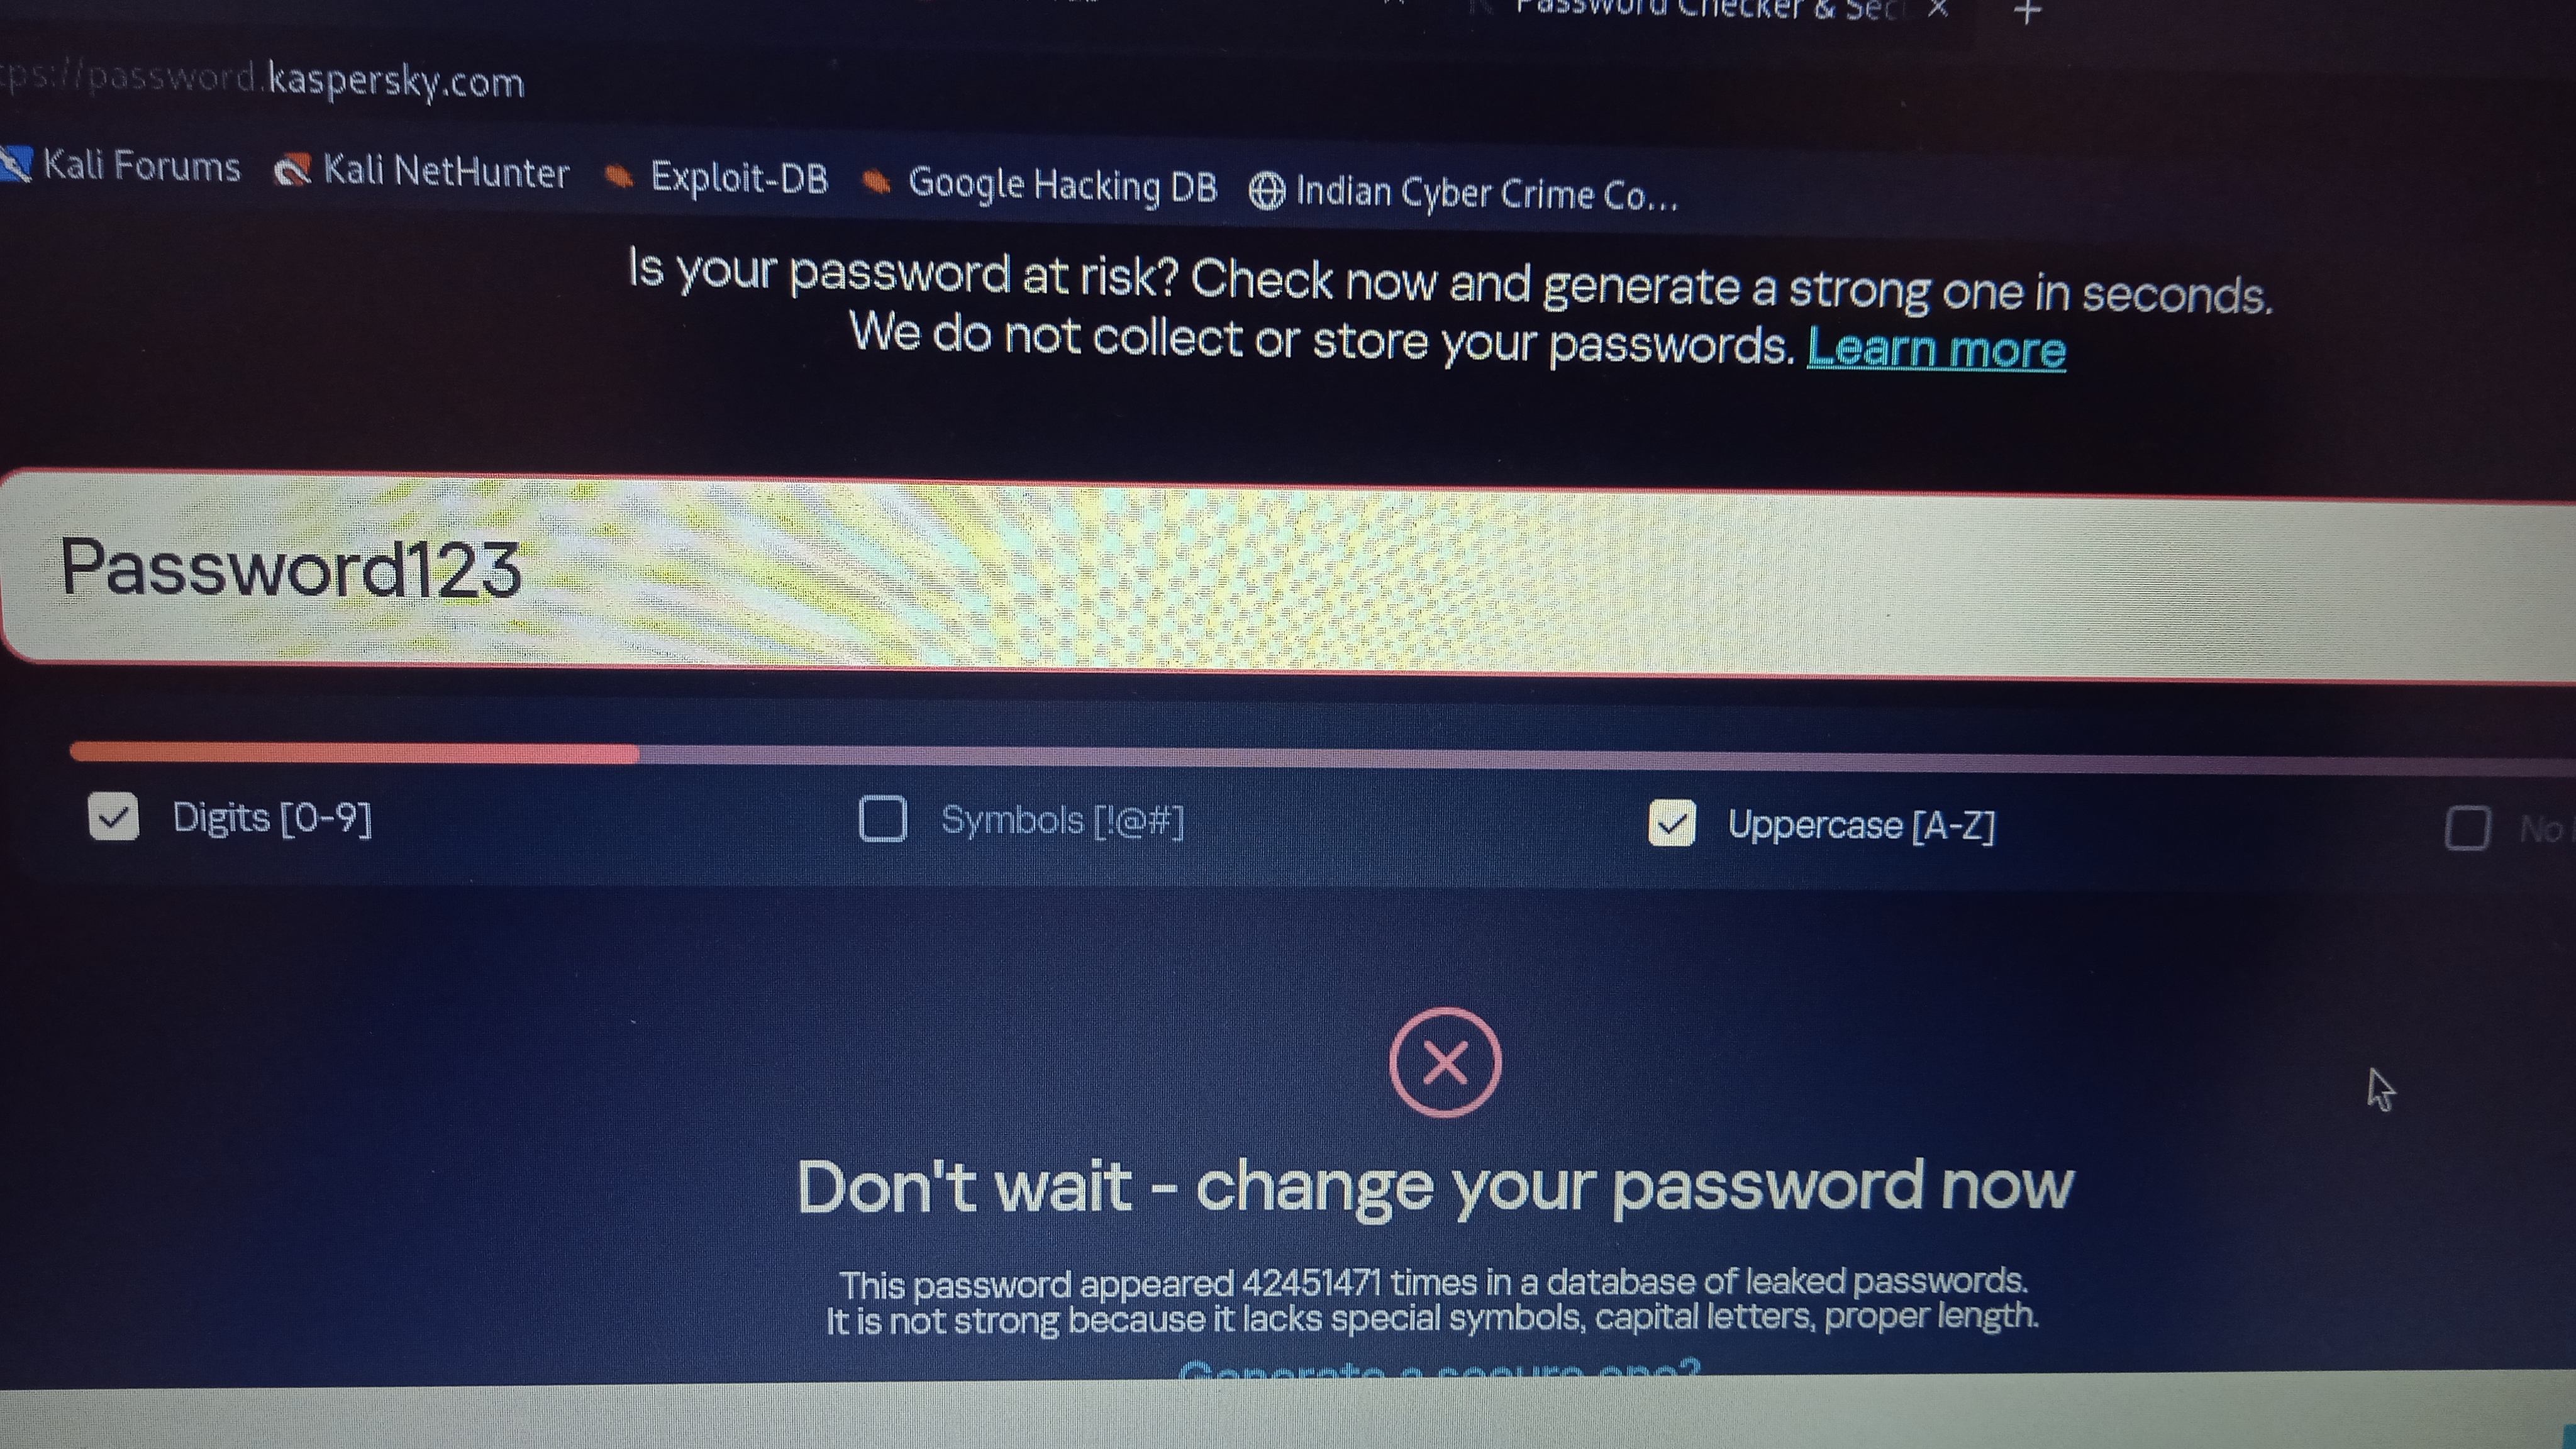 Password Checker & Sec
tps://password.kaspersky.com
Kali Forums Kali NetHunter Exploit-DB Google Hacking DB Indian Cyber Crime Co...
Is your password at risk? Check now and generate a strong one in seconds.
We do not collect or store your passwords. Learn more
Password123
Digits [0-9] Symbols [!@#] Uppercase [A-Z] No
Don't wait - change your password now
This password appeared 42451471 times in a database of leaked passwords.
It is not strong because it lacks special symbols, capital letters, proper length.
Generate a secure one?